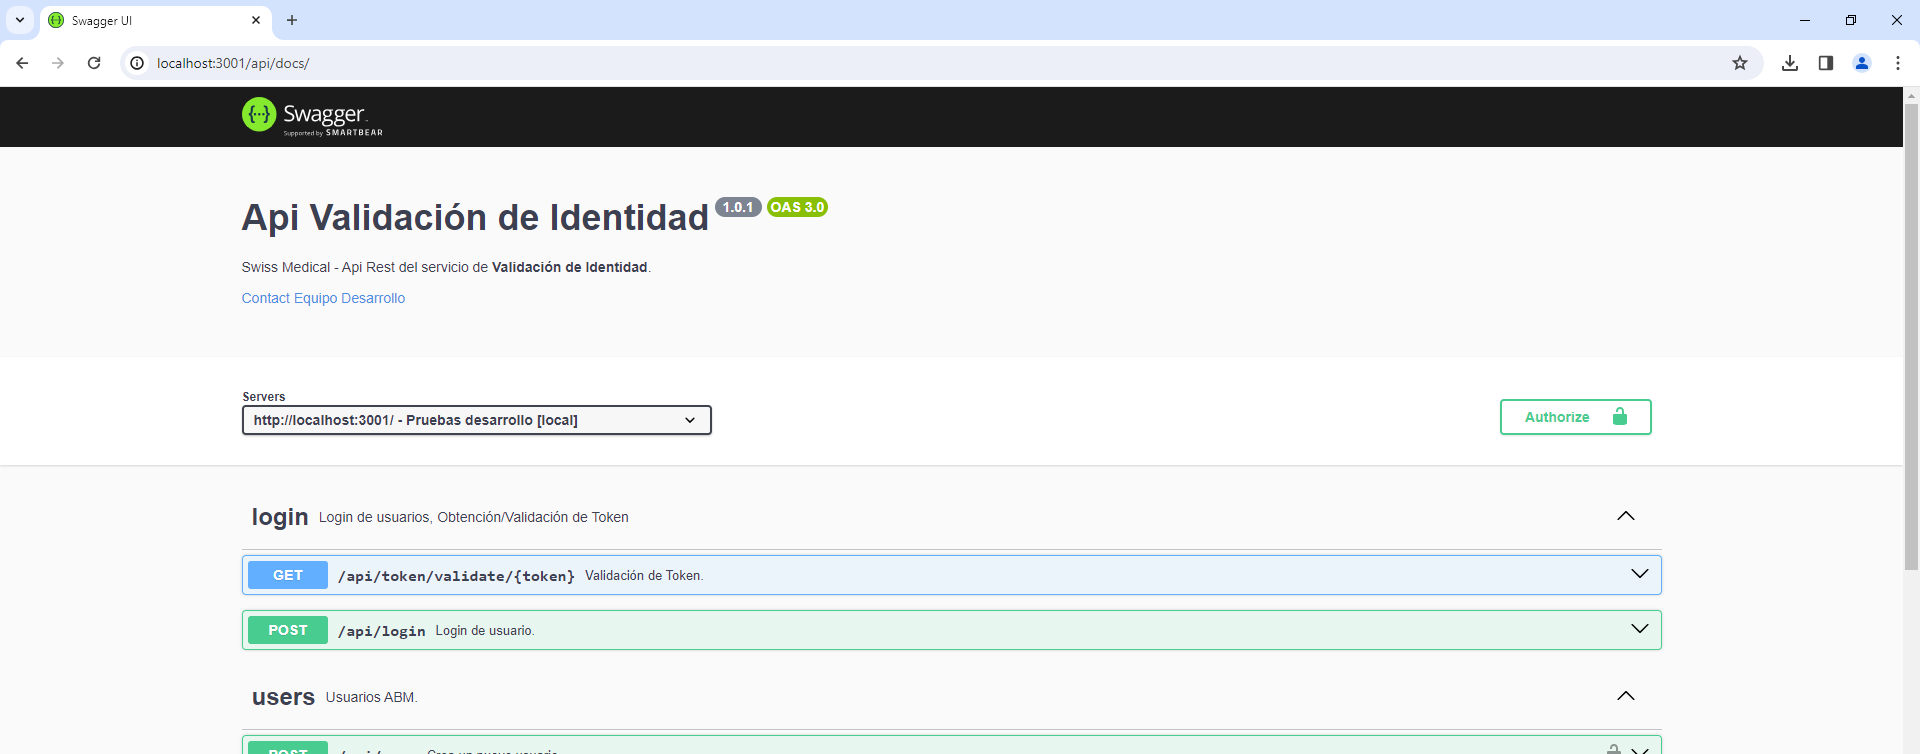 Swagger UI
localhost:3001/api/docs/
Swagger
Supported by SMARTBEAR
Api Validación de Identidad 1.0.1 OAS 3.0
Swiss Medical - Api Rest del servicio de Validación de Identidad.
Contact Equipo Desarrollo
Servers
http://localhost:3001/ - Pruebas desarrollo [local]
Authorize
login Login de usuarios, Obtención/Validación de Token
GET /api/token/validate/{token} Validación de Token.
POST /api/login Login de usuario.
users Usuarios ABM.
POST